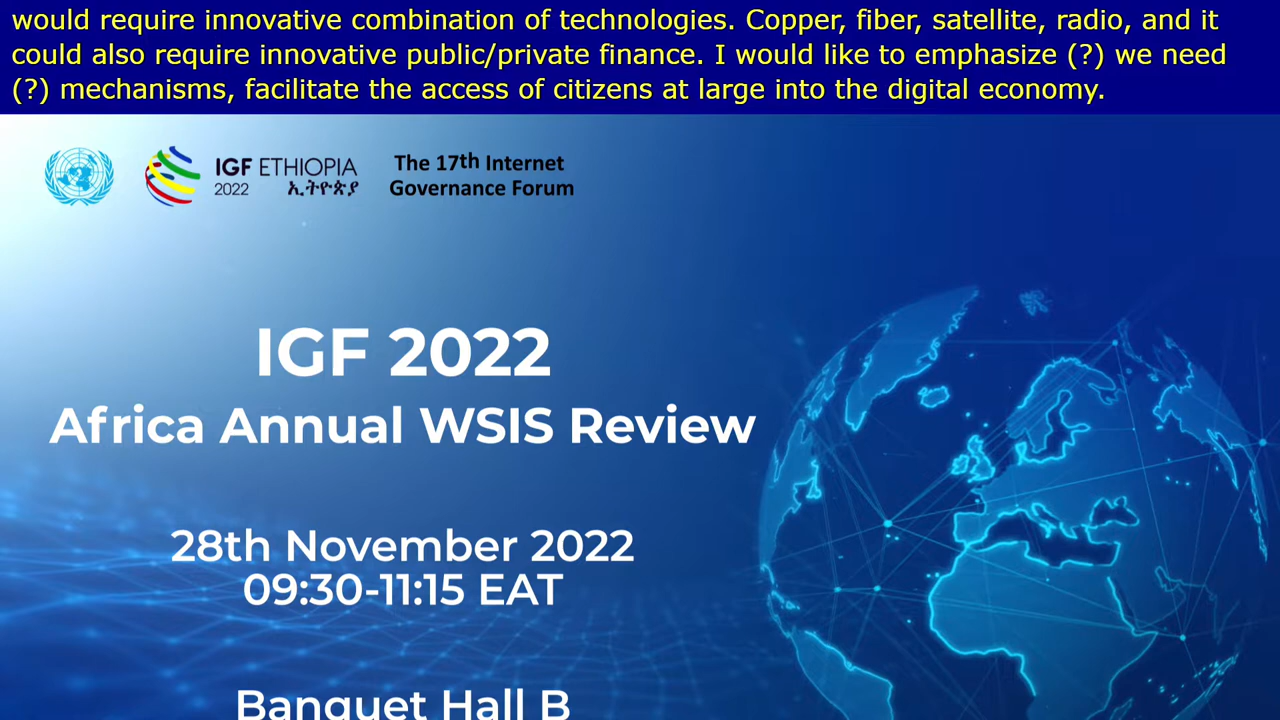 would require innovative combination of technologies. Copper, fiber, satellite, radio, and it
could also require innovative public/private finance. I would like to emphasize (?) we need
(?) mechanisms, facilitate the access of citizens at large into the digital economy.
IGF ETHIOPIA
2022 ኢትዮጵያ
The 17th Internet
Governance Forum
IGF 2022
Africa Annual WSIS Review
28th November 2022
09:30-11:15 EAT
Banquet Hall B